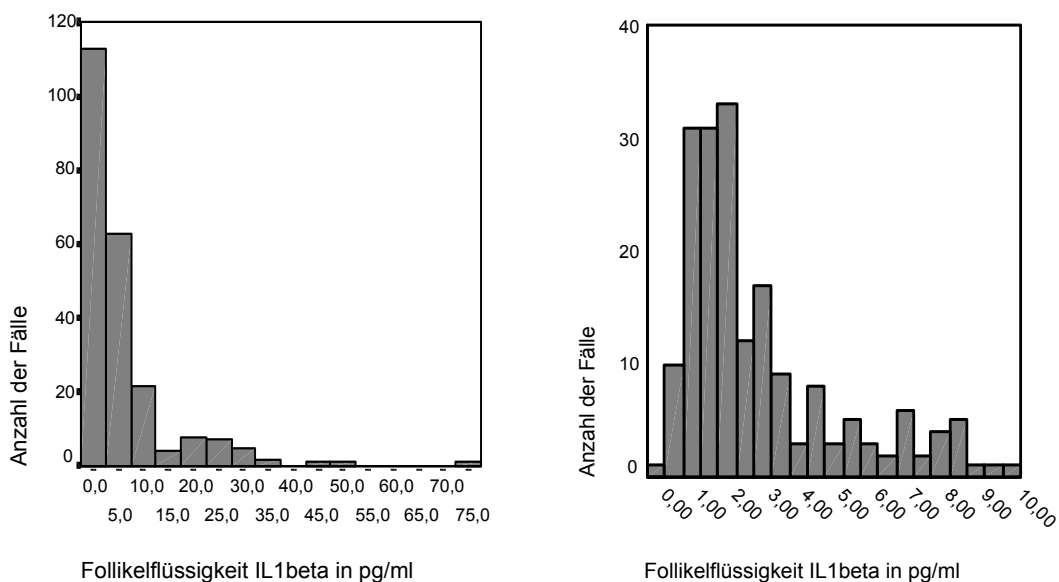 120
100
80
60
40
20
0
Anzahl der Fälle
0,0 10,0 20,0 30,0 40,0 50,0 60,0 70,0
5,0 15,0 25,0 35,0 45,0 55,0 65,0 75,0
Follikelflüssigkeit IL1beta in pg/ml
40
30
20
10
0
Anzahl der Fälle
0,00 1,00 2,00 3,00 4,00 5,00 6,00 7,00 8,00 9,00 10,00
Follikelflüssigkeit IL1beta in pg/ml